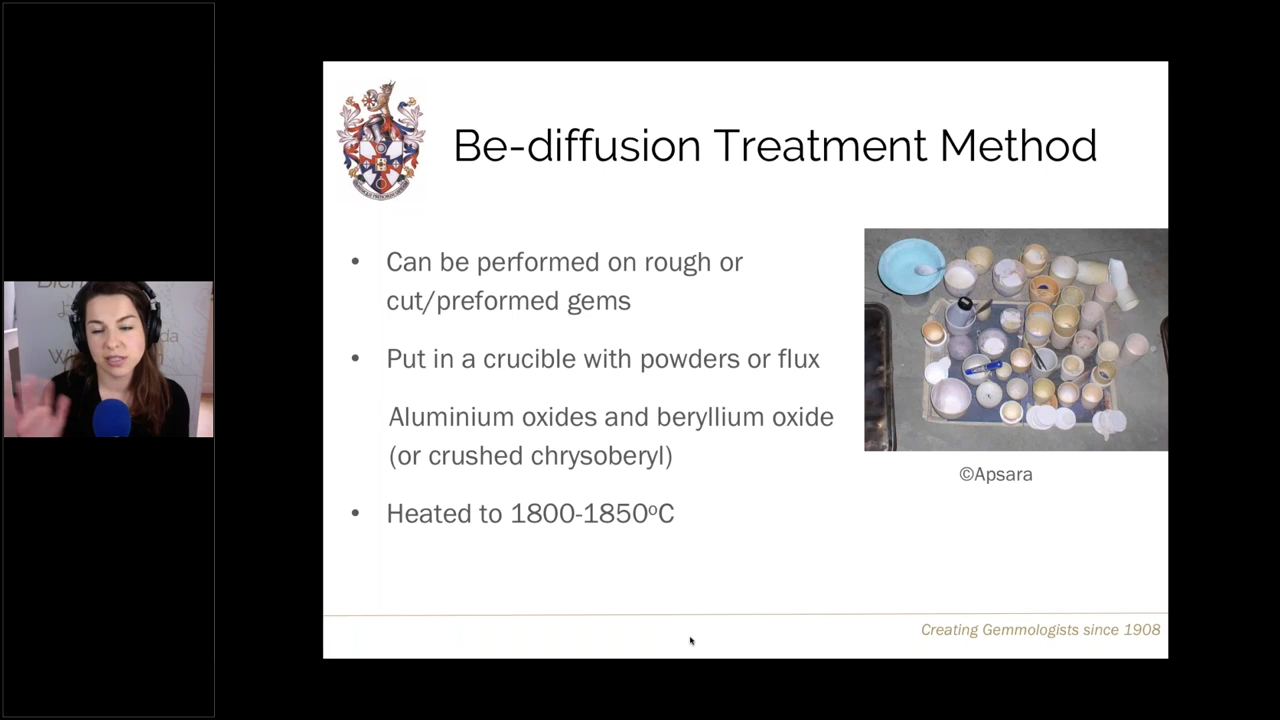 Be-diffusion Treatment Method
• Can be performed on rough or
cut/preformed gems
• Put in a crucible with powders or flux
Aluminium oxides and beryllium oxide
(or crushed chrysoberyl)
• Heated to 1800-1850ºC
©Apsara
Creating Gemmologists since 1908